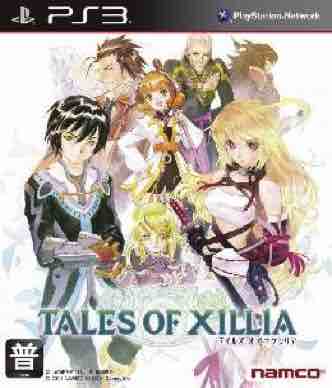 PS3
PlayStation.Network
TALES OF XILLIA
テイルズ オブ エクシリア
普
namco